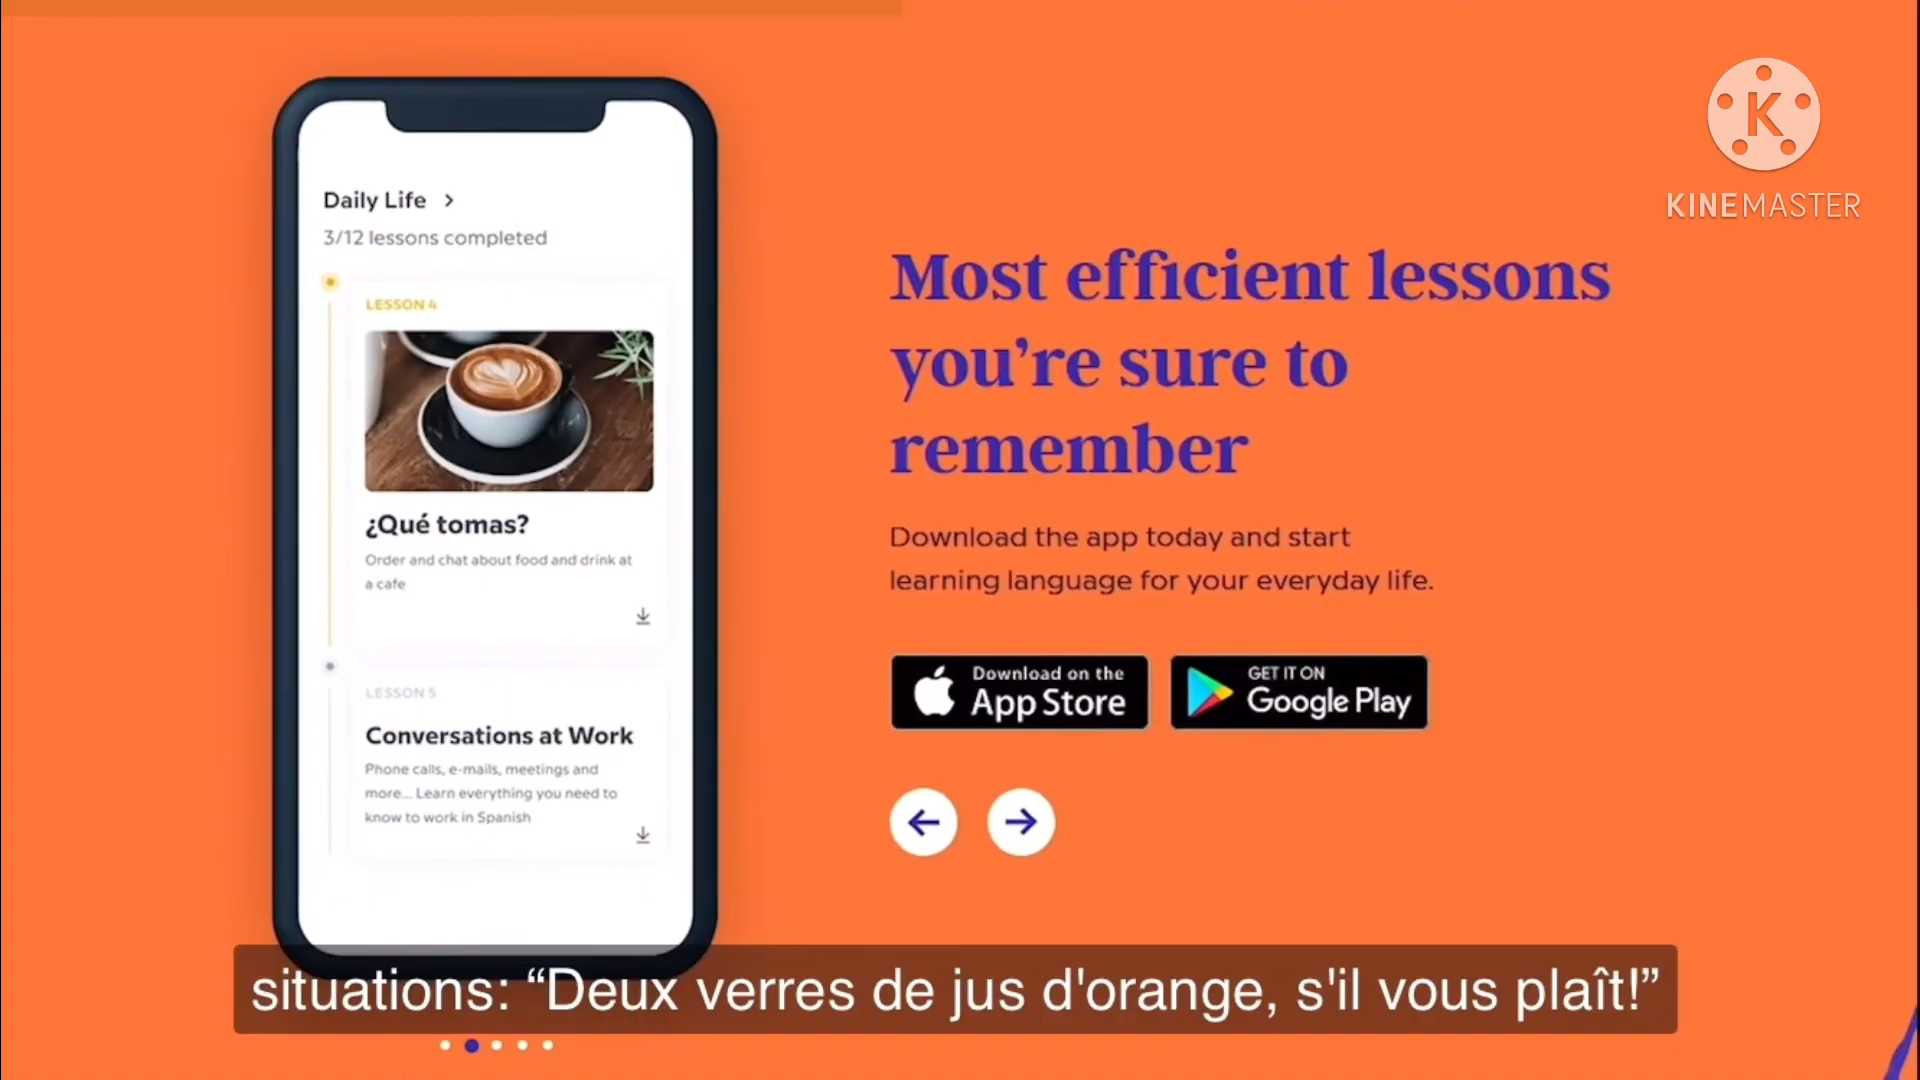 KINEMASTER
Daily Life
3/12 lessons completed
LESSON 4
¿Qué tomas?
Order and chat about food and drink at
a cafe
LESSON 5
Conversations at Work
Phone calls, e-mails, meetings and
more... Learn everything you need to
know to work in Spanish
Most efficient lessons
you’re sure to
remember
Download the app today and start
learning language for your everyday life.
Download on the
App Store
GET IT ON
Google Play
situations: “Deux verres de jus d'orange, s'il vous plaît!”